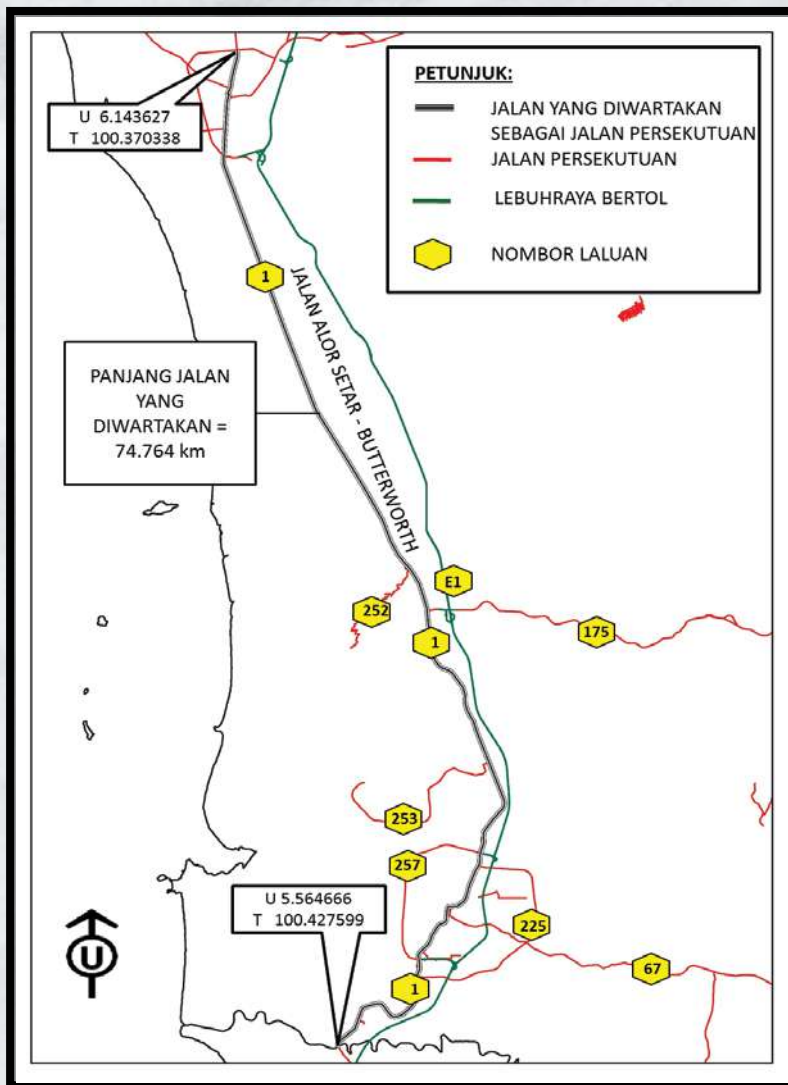 PETUNJUK:
JALAN YANG DIWARTAKAN
SEBAGAI JALAN PERSEKUTUAN
JALAN PERSEKUTUAN
LEBUHRAYA BERTOL
NOMBOR LALUAN
U 6.143627
T 100.370338
1
JALAN ALOR SETAR - BUTTERWORTH
PANJANG JALAN
YANG
DIWARTAKAN =
74.764 km
E1
252
175
1
253
257
U 5.564666
T 100.427599
225
67
1
U